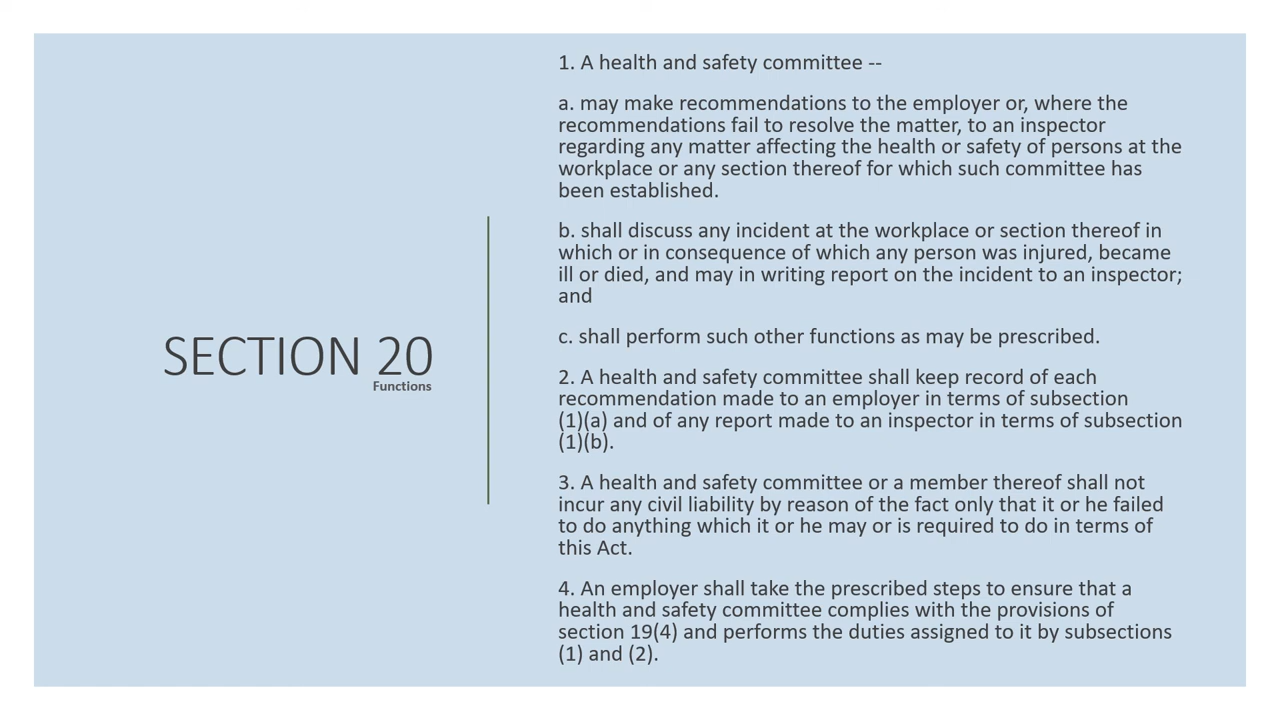 SECTION 20
Functions
1. A health and safety committee --
a. may make recommendations to the employer or, where the
recommendations fail to resolve the matter, to an inspector
regarding any matter affecting the health or safety of persons at the
workplace or any section thereof for which such committee has
been established.
b. shall discuss any incident at the workplace or section thereof in
which or in consequence of which any person was injured, became
ill or died, and may in writing report on the incident to an inspector;
and
c. shall perform such other functions as may be prescribed.
2. A health and safety committee shall keep record of each
recommendation made to an employer in terms of subsection
(1)(a) and of any report made to an inspector in terms of subsection
(1)(b).
3. A health and safety committee or a member thereof shall not
incur any civil liability by reason of the fact only that it or he failed
to do anything which it or he may or is required to do in terms of
this Act.
4. An employer shall take the prescribed steps to ensure that a
health and safety committee complies with the provisions of
section 19(4) and performs the duties assigned to it by subsections
(1) and (2).